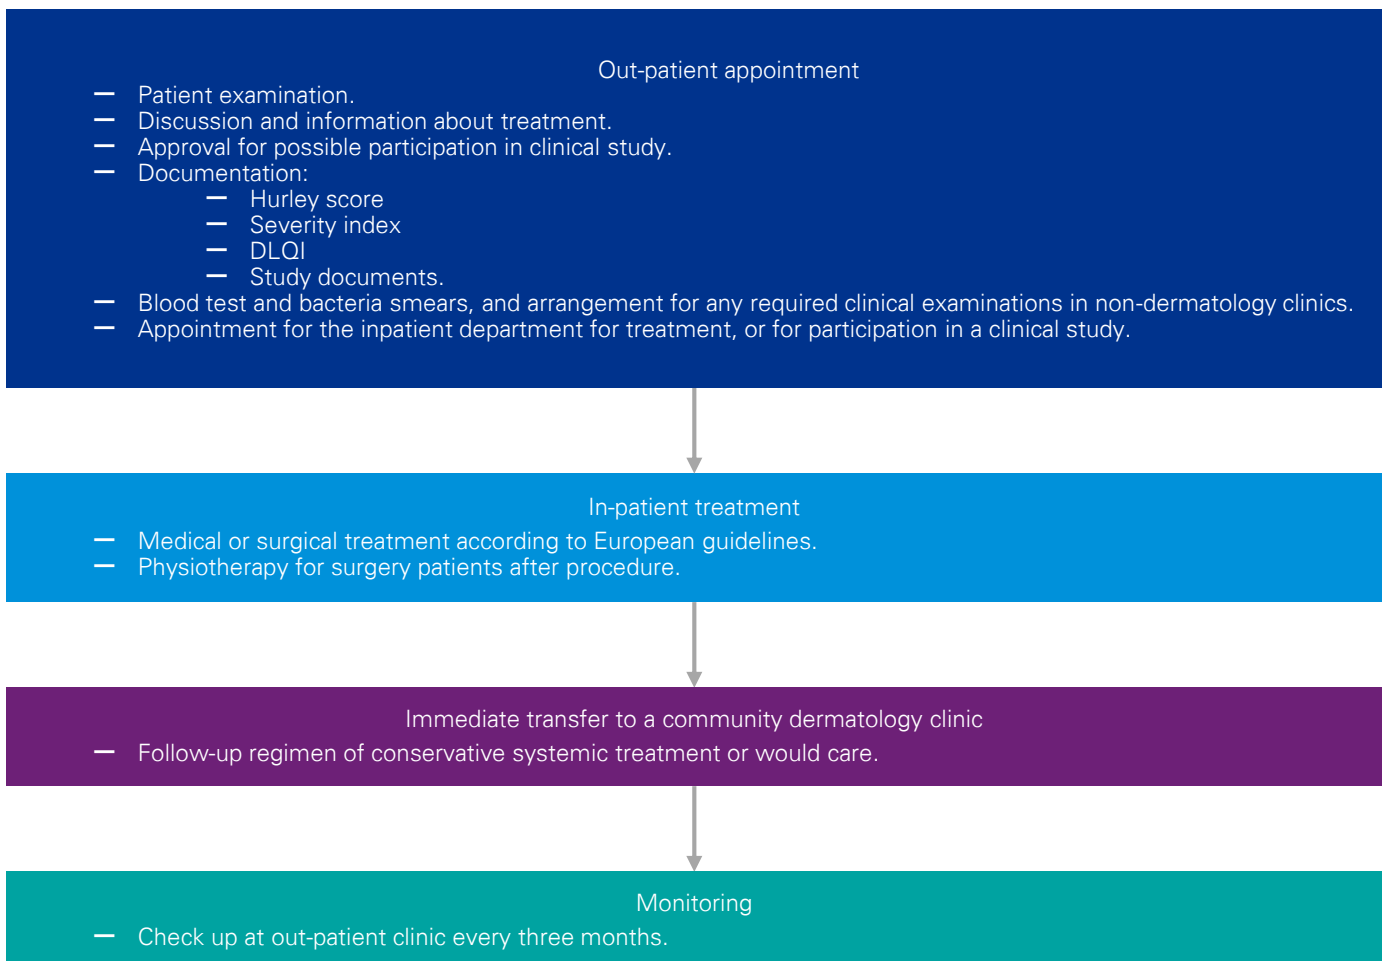 Out-patient appointment
— Patient examination.
— Discussion and information about treatment.
— Approval for possible participation in clinical study.
— Documentation:
— Hurley score
— Severity index
— DLQI
— Study documents.
— Blood test and bacteria smears, and arrangement for any required clinical examinations in non-dermatology clinics.
— Appointment for the inpatient department for treatment, or for participation in a clinical study.
In-patient treatment
— Medical or surgical treatment according to European guidelines.
— Physiotherapy for surgery patients after procedure.
Immediate transfer to a community dermatology clinic
— Follow-up regimen of conservative systemic treatment or would care.
Monitoring
— Check up at out-patient clinic every three months.